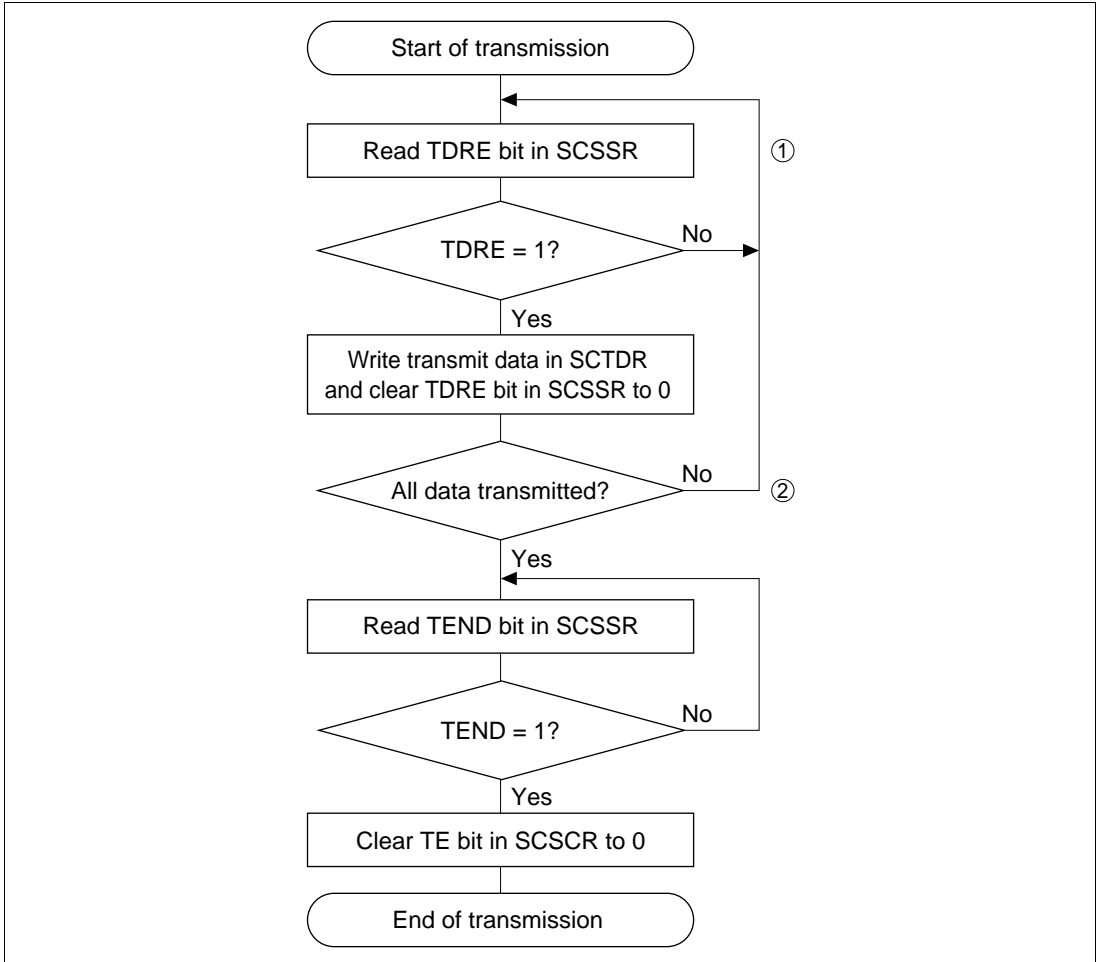 Start of transmission
Read TDRE bit in SCSSR
①
TDRE = 1?
No
Yes
Write transmit data in SCTDR
and clear TDRE bit in SCSSR to 0
All data transmitted?
No
②
Yes
Read TEND bit in SCSSR
TEND = 1?
No
Yes
Clear TE bit in SCSCR to 0
End of transmission